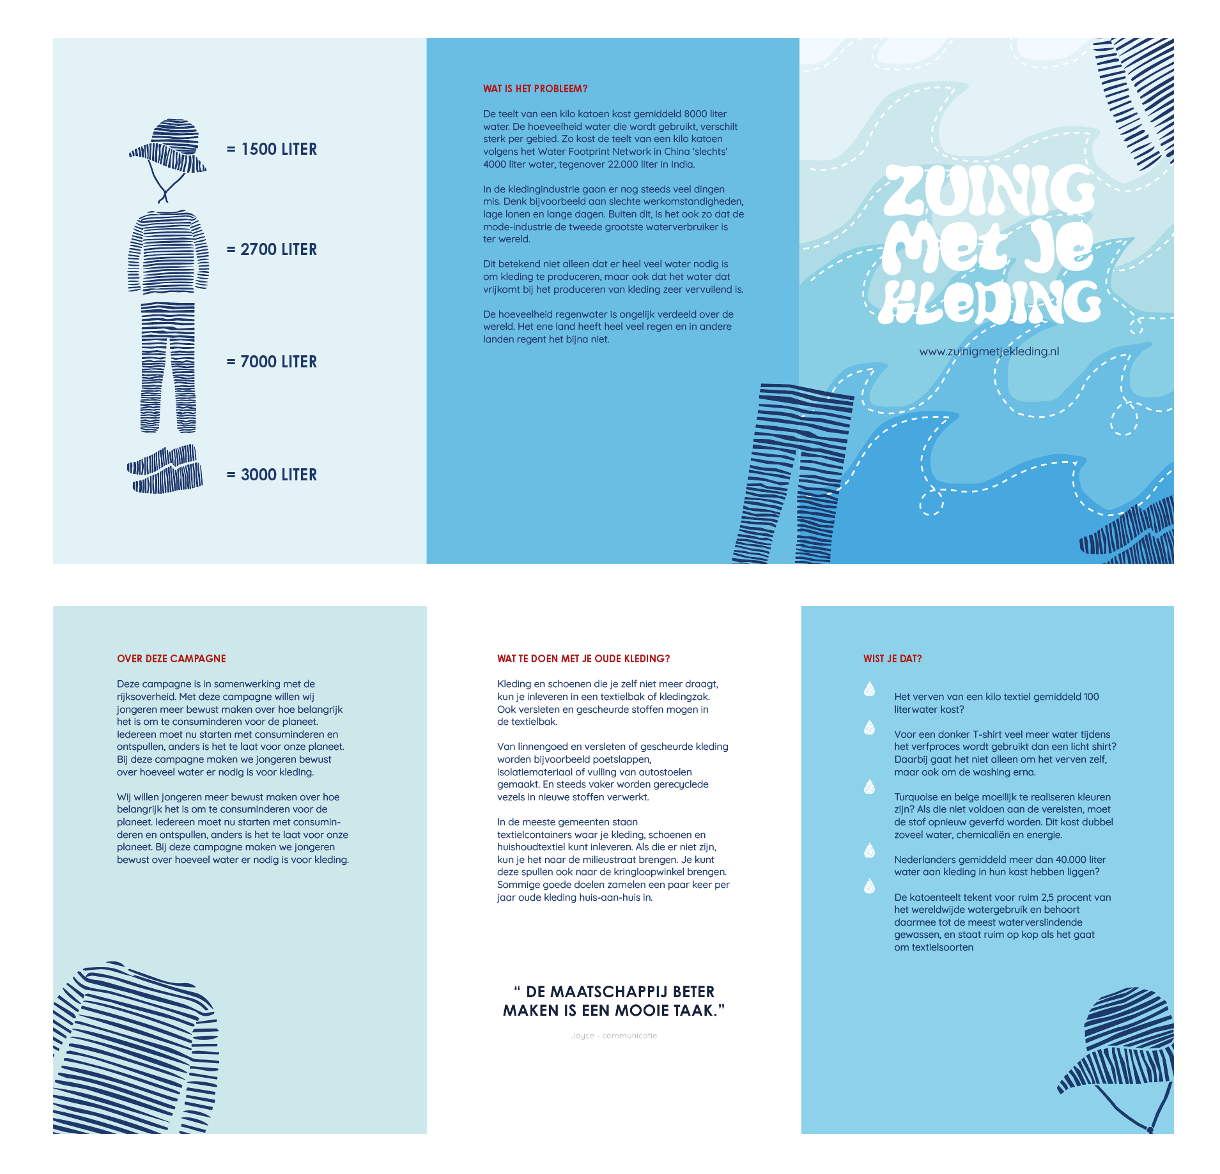 = 1500 LITER
= 2700 LITER
= 7000 LITER
= 3000 LITER
WAT IS HET PROBLEEM?
De teelt van een kilo katoen kost gemiddeld 8000 liter
water. De hoeveelheid water die wordt gebruikt, verschilt
sterk per gebied. Zo kost de teelt van een kilo katoen
volgens het Water Footprint Network in China ‘slechts’
4000 liter water, tegenover 22.000 liter in India.
In de kledingindustrie gaan er nog steeds veel dingen
mis. Denk bijvoorbeeld aan slechte werkomstandigheden,
lage lonen en lange dagen. Buiten dit, is het ook zo dat de
mode-industrie de tweede grootste waterverbruiker is
ter wereld.
Dit betekend niet alleen dat er heel veel water nodig is
om kleding te produceren, maar ook dat het water dat
vrijkomt bij het produceren van kleding zeer vervuilend is.
De hoeveelheid regenwater is ongelijk verdeeld over de
wereld. Het ene land heeft heel veel regen en in andere
landen regent het bijna niet.
ZUINIG
Met Je
KLeDING
www.zuinigmetjekleding.nl
OVER DEZE CAMPAGNE
Deze campagne is in samenwerking met de
rijksoverheid. Met deze campagne willen wij
jongeren meer bewust maken over hoe belangrijk
het is om te consuminderen voor de planeet.
Iedereen moet nu starten met consuminderen en
ontspullen, anders is het te laat voor onze planeet.
Bij deze campagne maken we jongeren bewust
over hoeveel water er nodig is voor kleding.
Wij willen jongeren meer bewust maken over hoe
belangrijk het is om te consuminderen voor de
planeet. Iedereen moet nu starten met consumin-
deren en ontspullen, anders is het te laat voor onze
planeet. Bij deze campagne maken we jongeren
bewust over hoeveel water er nodig is voor kleding.
WAT TE DOEN MET JE OUDE KLEDING?
Kleding en schoenen die je zelf niet meer draagt,
kun je inleveren in een textielbak of kledingzak.
Ook versleten en gescheurde stoffen mogen in
de textielbak.
Van linnengoed en versleten of gescheurde kleding
worden bijvoorbeeld poetslappen,
isolatiemateriaal of vulling van autostoelen
gemaakt. En steeds vaker worden gerecyclede
vezels in nieuwe stoffen verwerkt.
In de meeste gemeenten staan
textielcontainers waar je kleding, schoenen en
huishoudtextiel kunt inleveren. Als die er niet zijn,
kun je het naar de milieustraat brengen. Je kunt
deze spullen ook naar de kringloopwinkel brengen.
Sommige goede doelen zamelen een paar keer per
jaar oude kleding huis-aan-huis in.
“ DE MAATSCHAPPIJ BETER
MAKEN IS EEN MOOIE TAAK.”
Joyce - communicatie
WIST JE DAT?
Het verven van een kilo textiel gemiddeld 100
literwater kost?
Voor een donker T-shirt veel meer water tijdens
het verfproces wordt gebruikt dan een licht shirt?
Daarbij gaat het niet alleen om het verven zelf,
maar ook om de washing erna.
Turquoise en beige moeilijk te realiseren kleuren
zijn? Als die niet voldoen aan de vereisten, moet
de stof opnieuw geverfd worden. Dit kost dubbel
zoveel water, chemicaliën en energie.
Nederlanders gemiddeld meer dan 40.000 liter
water aan kleding in hun kast hebben liggen?
De katoenteelt tekent voor ruim 2,5 procent van
het wereldwijde watergebruik en behoort
daarmee tot de meest waterverslindende
gewassen, en staat ruim op kop als het gaat
om textielsoorten